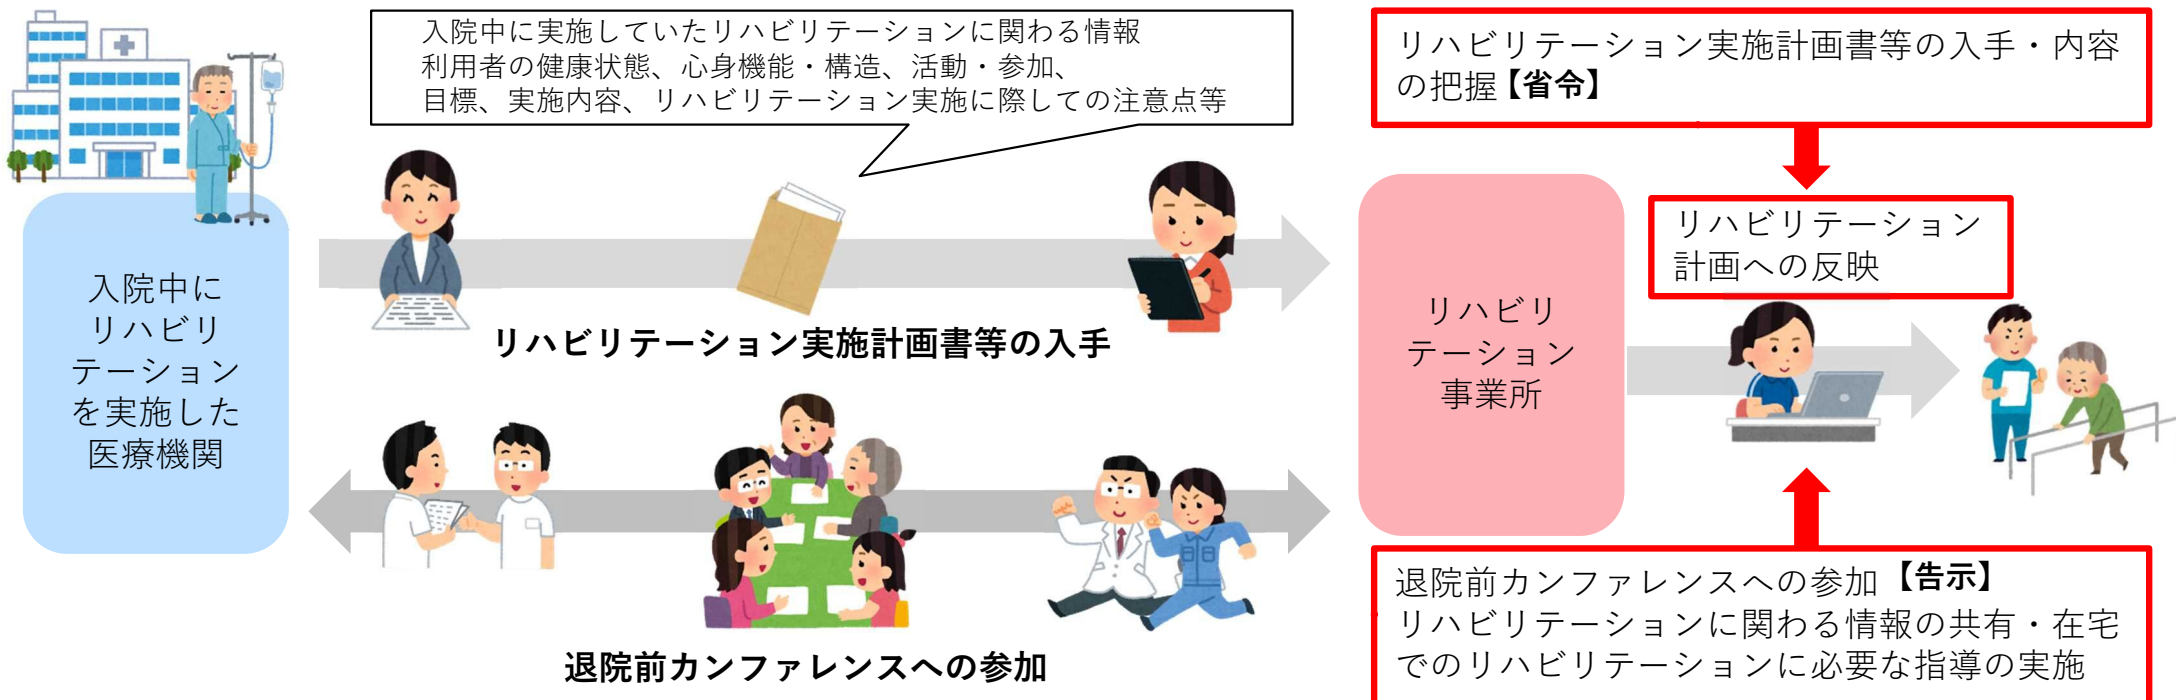 入院中に実施していたリハビリテーションに関わる情報
利用者の健康状態、心身機能・構造、活動・参加、
目標、実施内容、リハビリテーション実施に際しての注意点等
リハビリテーション実施計画書等の入手・内容
の把握【省令】
入院中に
リハビリ
テーション
を実施した
医療機関
リハビリテーション実施計画書等の入手
リハビリ
テーション
事業所
リハビリテーション
計画への反映
退院前カンファレンスへの参加
退院前カンファレンスへの参加【告示】
リハビリテーションに関わる情報の共有・在宅
でのリハビリテーションに必要な指導の実施